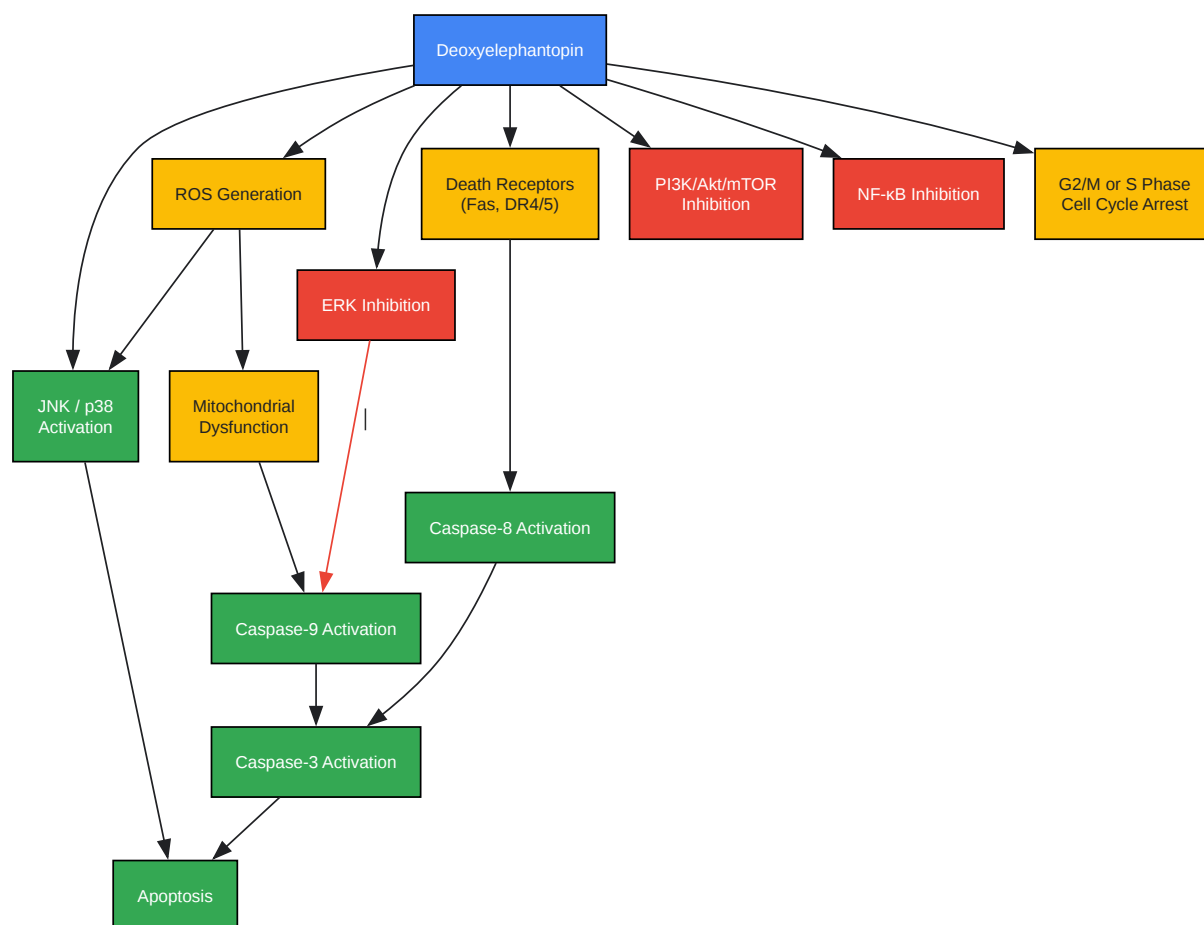 Deoxyelephantopin
ROS Generation
Death Receptors
(Fas, DR4/5)
PI3K/Akt/mTOR
Inhibition
NF-κB Inhibition
G2/M or S Phase
Cell Cycle Arrest
ERK Inhibition
JNK / p38
Activation
Mitochondrial
Dysfunction
|
Caspase-8 Activation
Caspase-9 Activation
Caspase-3 Activation
Apoptosis